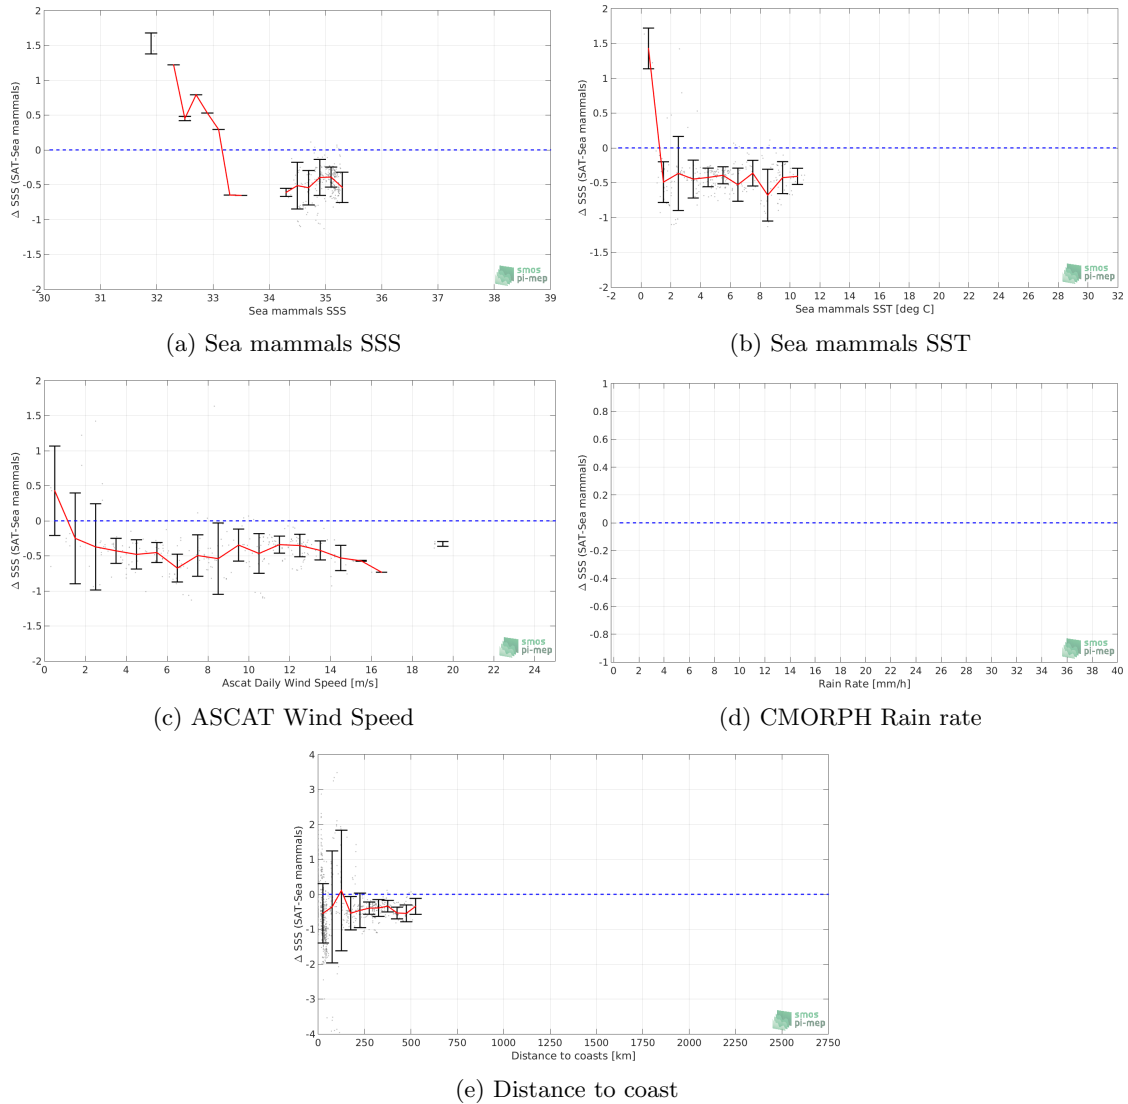 2
1.5
1
0.5
0
-0.5
-1
-1.5
-2
Δ SSS (SAT-Sea mammals)
30 31 32 33 34 35 36 37 38 39
Sea mammals SSS
smos
pi-mep
(a) Sea mammals SSS
2
1.5
1
0.5
0
-0.5
-1
-1.5
-2
Δ SSS (SAT-Sea mammals)
-2 0 2 4 6 8 10 12 14 16 18 20 22 24 26 28 30 32
Sea mammals SST [deg C]
smos
pi-mep
(b) Sea mammals SST
2
1.5
1
0.5
0
-0.5
-1
-1.5
-2
Δ SSS (SAT-Sea mammals)
0 2 4 6 8 10 12 14 16 18 20 22 24
Ascat Daily Wind Speed [m/s]
smos
pi-mep
(c) ASCAT Wind Speed
1
0.8
0.6
0.4
0.2
0
-0.2
-0.4
-0.6
-0.8
-1
Δ SSS (SAT-Sea mammals)
0 2 4 6 8 10 12 14 16 18 20 22 24 26 28 30 32 34 36 38 40
Rain Rate [mm/h]
smos
pi-mep
(d) CMORPH Rain rate
4
3
2
1
0
-1
-2
-3
-4
Δ SSS (SAT-Sea mammals)
0 250 500 750 1000 1250 1500 1750 2000 2250 2500 2750
Distance to coasts [km]
smos
pi-mep
(e) Distance to coast